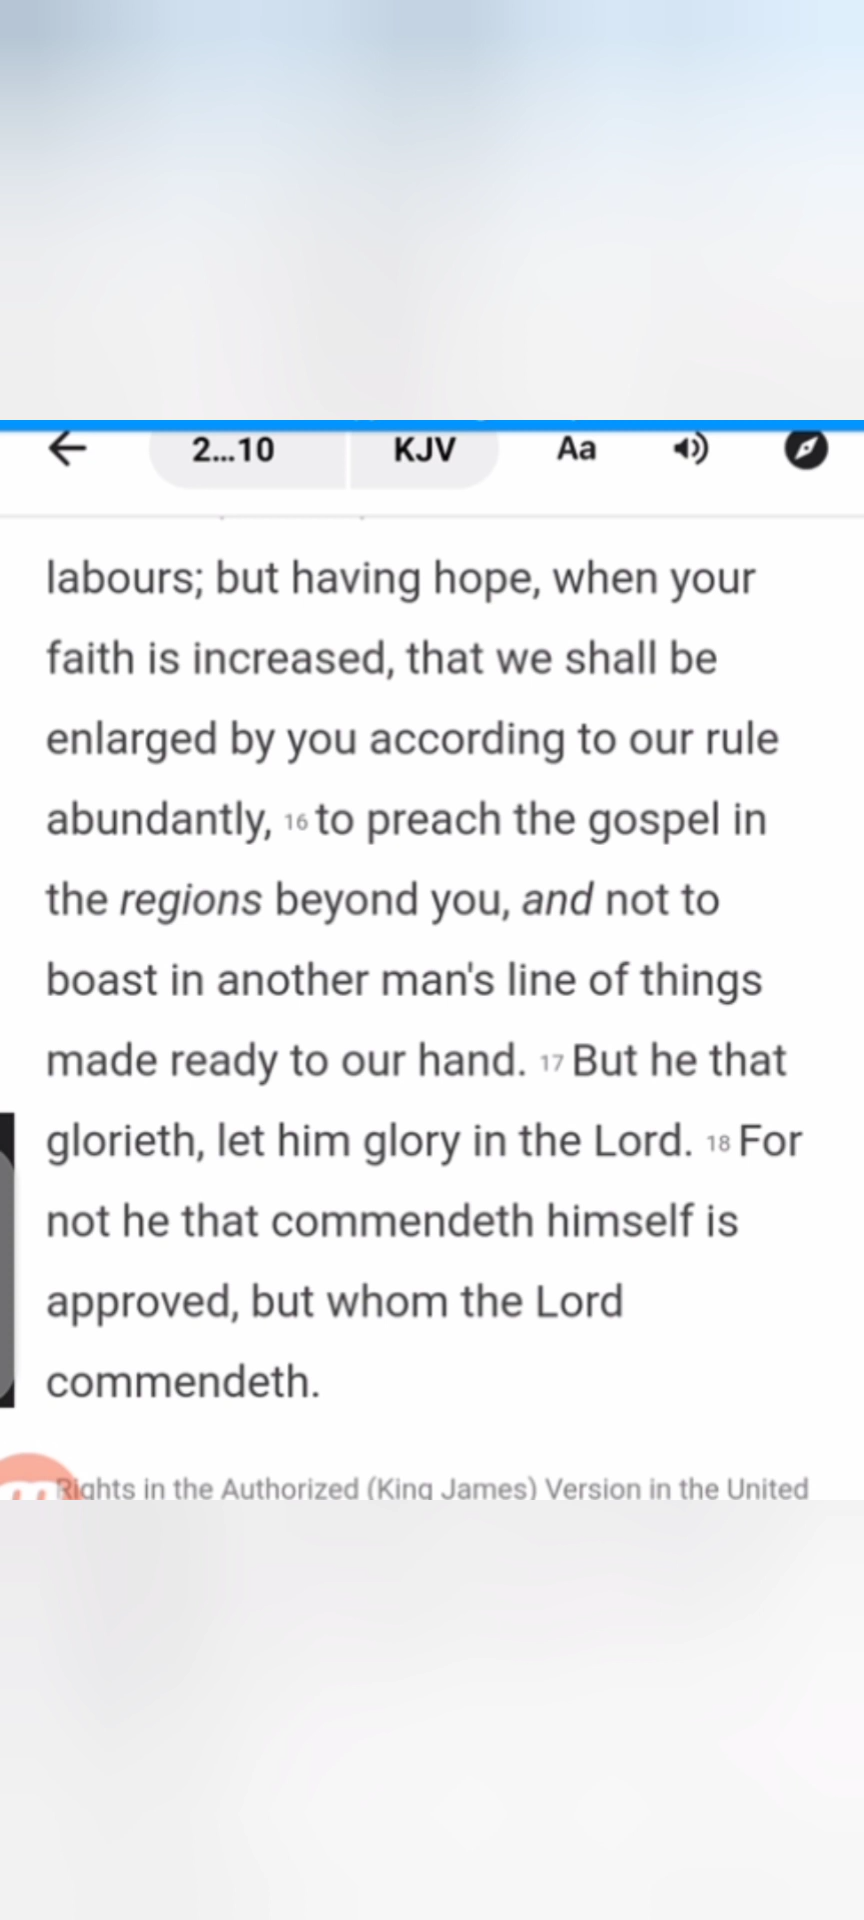 2...10 KJV Aa
labours; but having hope, when your
faith is increased, that we shall be
enlarged by you according to our rule
abundantly, 16 to preach the gospel in
the regions beyond you, and not to
boast in another man's line of things
made ready to our hand. 17 But he that
glorieth, let him glory in the Lord. 18 For
not he that commendeth himself is
approved, but whom the Lord
commendeth.
Rights in the Authorized (King James) Version in the United